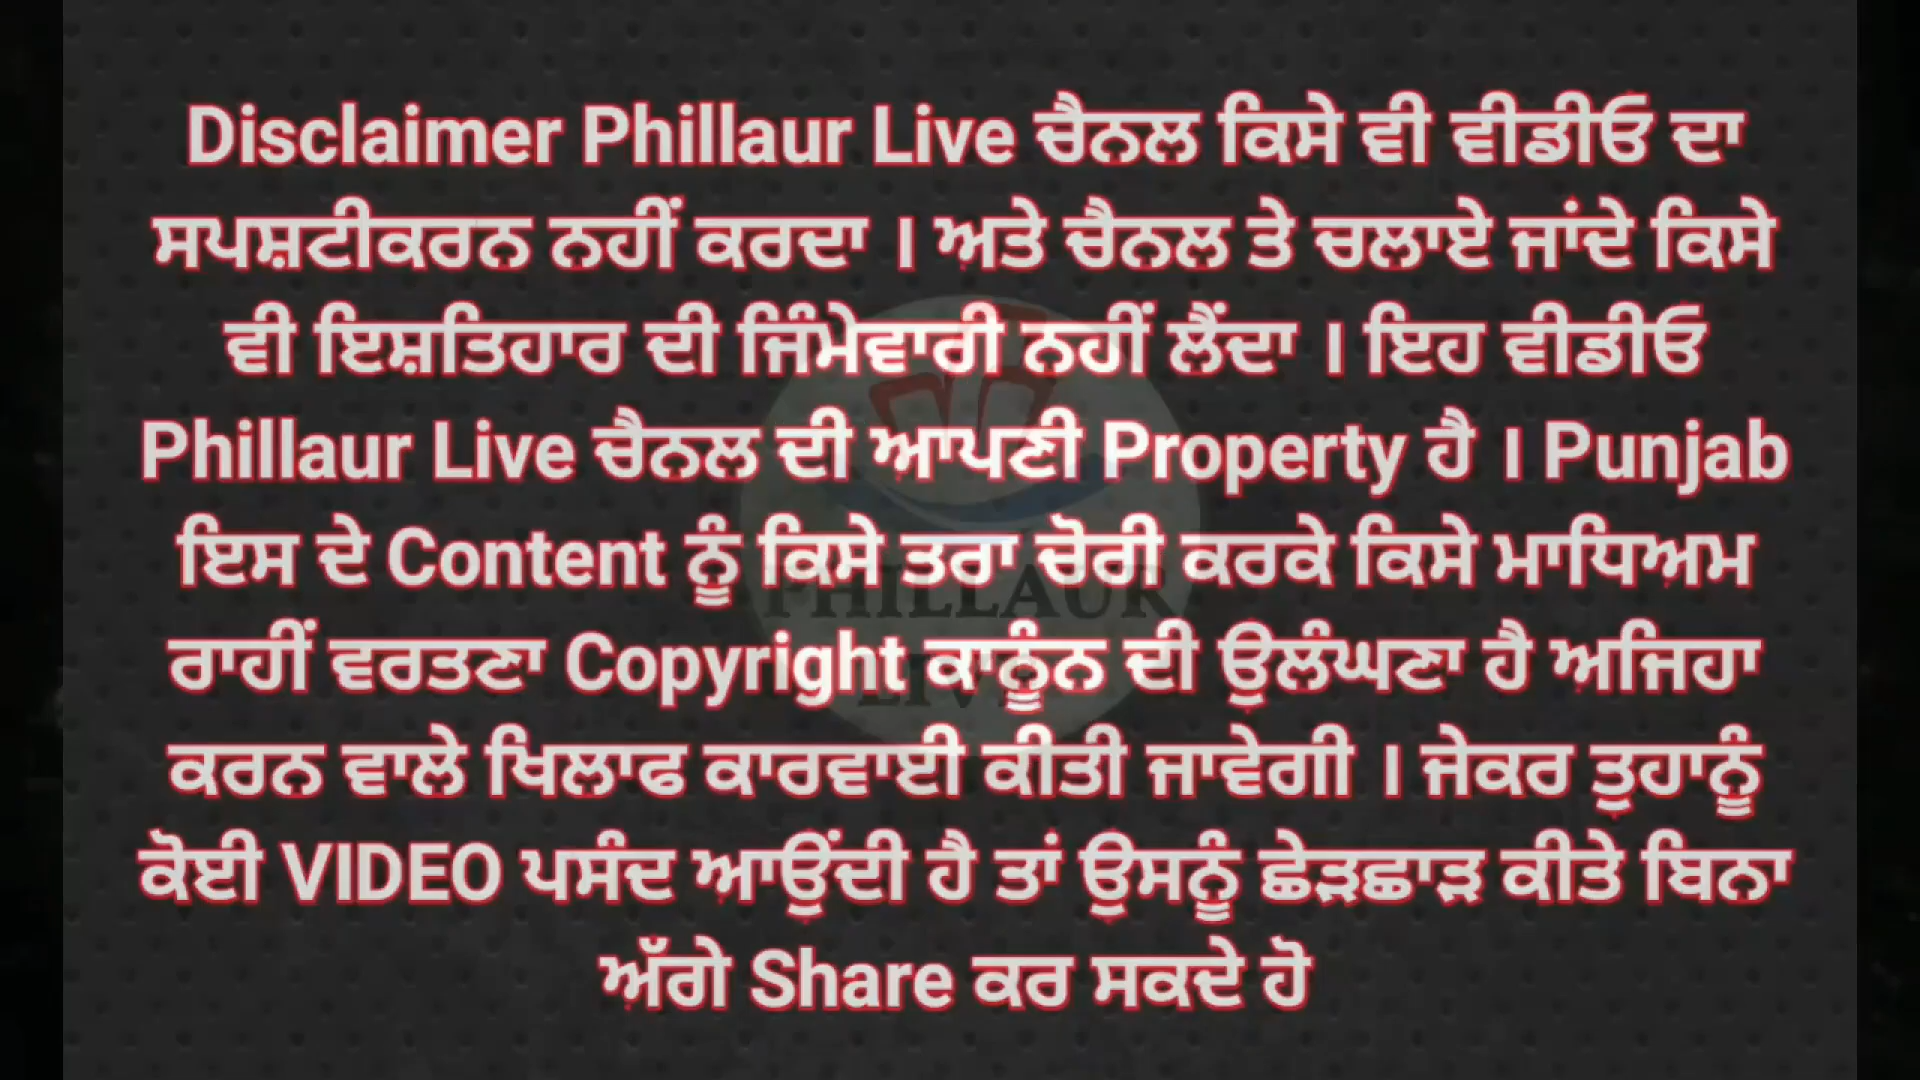 Disclaimer Phillaur Live ਚੈਨਲ ਕਿਸੇ ਵੀ ਵੀਡੀਓ ਦਾ
ਸਪਸ਼ਟੀਕਰਨ ਨਹੀਂ ਕਰਦਾ । ਅਤੇ ਚੈਨਲ ਤੇ ਚਲਾਏ ਜਾਂਦੇ ਕਿਸੇ
ਵੀ ਇਸ਼ਤਿਹਾਰ ਦੀ ਜਿੰਮੇਵਾਰੀ ਨਹੀਂ ਲੈਂਦਾ । ਇਹ ਵੀਡੀਓ
Phillaur Live ਚੈਨਲ ਦੀ ਆਪਣੀ Property ਹੈ । Punjab
ਇਸ ਦੇ Content ਨੂੰ ਕਿਸੇ ਤਰਾ ਚੋਰੀ ਕਰਕੇ ਕਿਸੇ ਮਾਧਿਅਮ
PHILLAUR
ਰਾਹੀਂ ਵਰਤਣਾ Copyright ਕਾਨੂੰਨ ਦੀ ਉਲੰਘਣਾ ਹੈ ਅਜਿਹਾ
LIVE
ਕਰਨ ਵਾਲੇ ਖਿਲਾਫ ਕਾਰਵਾਈ ਕੀਤੀ ਜਾਵੇਗੀ । ਜੇਕਰ ਤੁਹਾਨੂੰ
ਕੋਈ VIDEO ਪਸੰਦ ਆਉਂਦੀ ਹੈ ਤਾਂ ਉਸਨੂੰ ਛੇੜਛਾੜ ਕੀਤੇ ਬਿਨਾ
ਅੱਗੇ Share ਕਰ ਸਕਦੇ ਹੋ